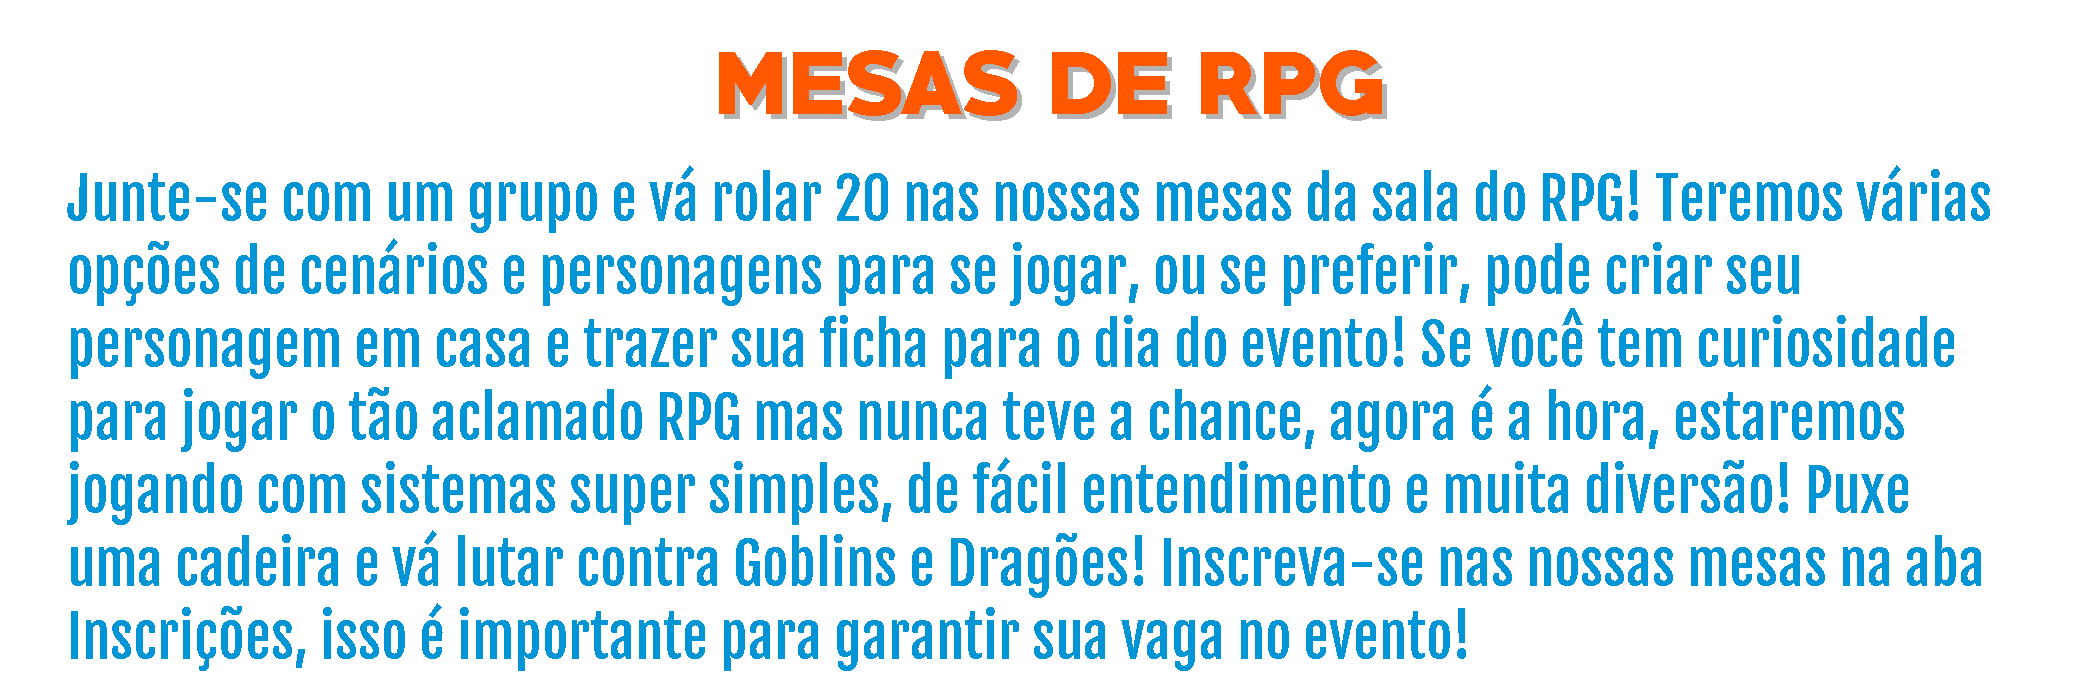 MESAS DE RPG
Junte-se com um grupo e vá rolar 20 nas nossas mesas da sala do RPG! Teremos várias
opções de cenários e personagens para se jogar, ou se preferir, pode criar seu
personagem em casa e trazer sua ficha para o dia do evento! Se você tem curiosidade
para jogar o tão aclamado RPG mas nunca teve a chance, agora é a hora, estaremos
jogando com sistemas super simples, de fácil entendimento e muita diversão! Puxe
uma cadeira e vá lutar contra Goblins e Dragões! Inscreva-se nas nossas mesas na aba
Inscrições, isso é importante para garantir sua vaga no evento!